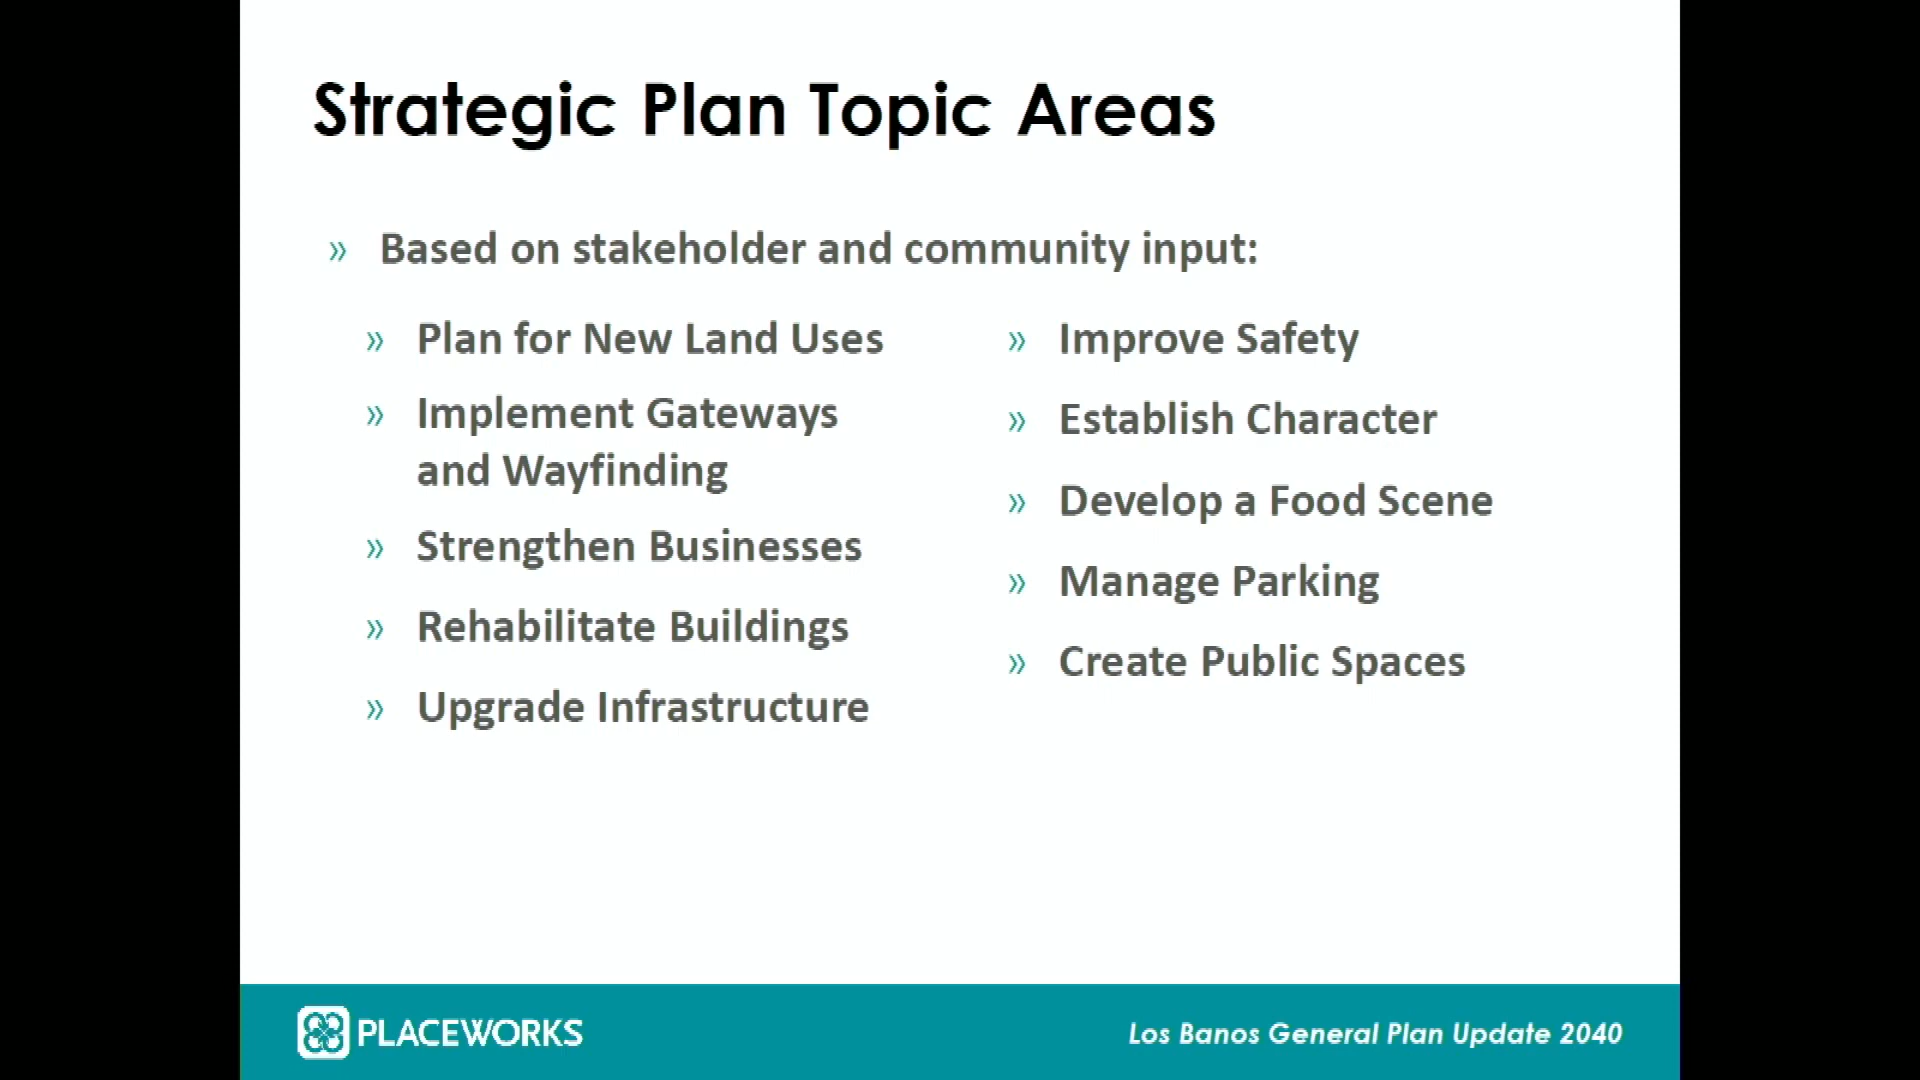 Strategic Plan Topic Areas
» Based on stakeholder and community input:
» Plan for New Land Uses
» Implement Gateways
and Wayfinding
» Strengthen Businesses
» Rehabilitate Buildings
» Upgrade Infrastructure
» Improve Safety
» Establish Character
» Develop a Food Scene
» Manage Parking
» Create Public Spaces
PLACEWORKS
Los Banos General Plan Update 2040